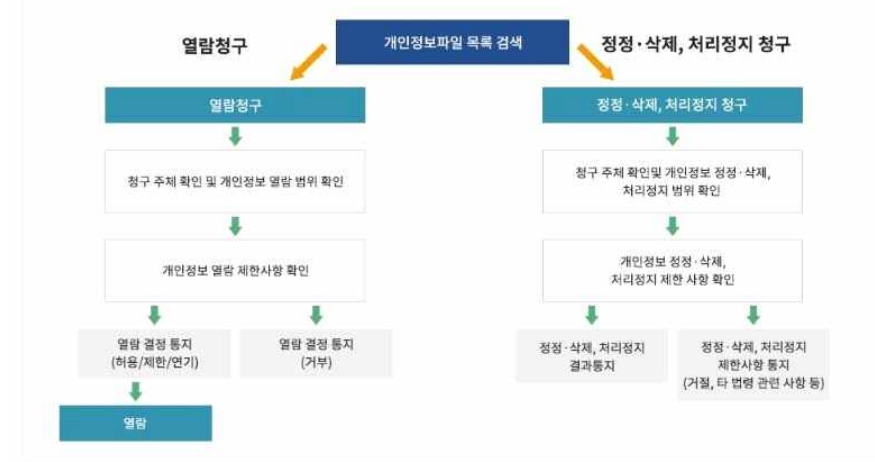 열람청구
개인정보파일 목록 검색
정정·삭제, 처리정지 청구
열람청구
정정·삭제, 처리정지 청구
청구 주체 확인 및 개인정보 열람 범위 확인
청구 주체 확인및 개인정보 정정·삭제,
처리정지 범위 확인
개인정보 열람 제한사항 확인
개인정보 정정·삭제,
처리정지 제한 사항 확인
열람 결정 통지
(허용/제한/연기)
열람 결정 통지
(거부)
정정·삭제, 처리정지
결과통지
정정·삭제, 처리정지
제한사항 통지
(거절, 타 법령 관련 사항 등)
열람